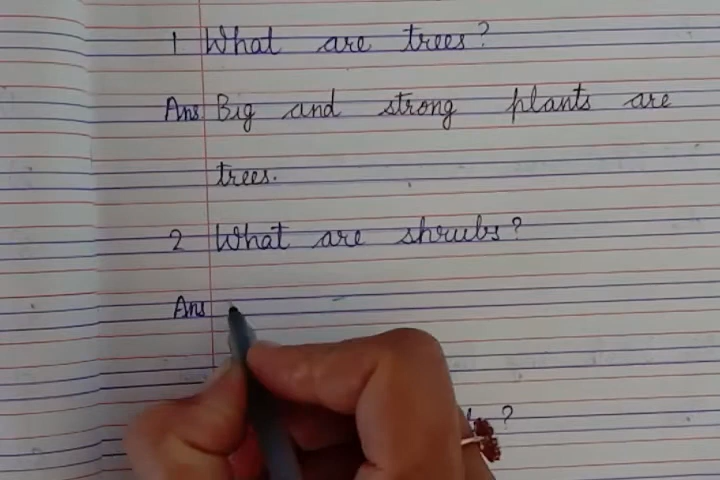 1 What are trees?
Ans Big and strong plants are
trees.
2 What are shrubs?
Ans
?